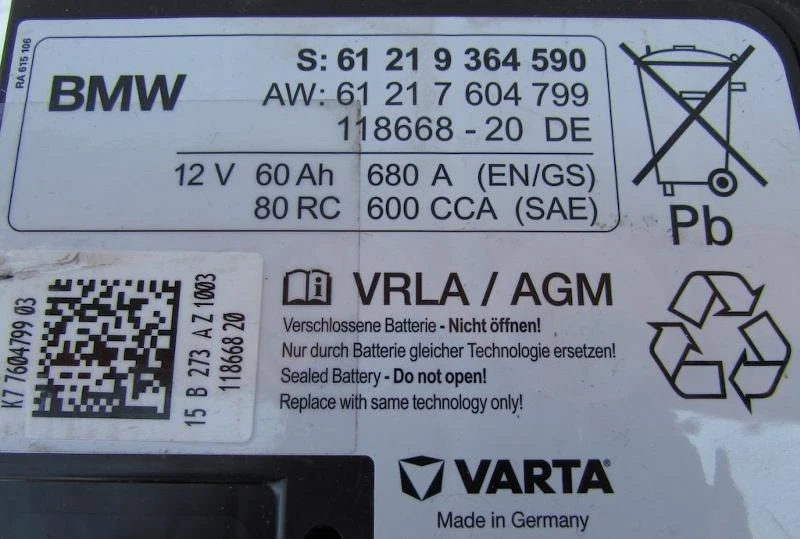 RA 615 106
BMW
S: 61 21 9 364 590
AW: 61 21 7 604 799
118668 - 20 DE
12 V 60 Ah 680 A (EN/GS)
80 RC 600 CCA (SAE)
Pb
K7 7604799 03
15 B 273 A Z 1003
118668 20
VRLA / AGM
Verschlossene Batterie - Nicht öffnen!
Nur durch Batterie gleicher Technologie ersetzen!
Sealed Battery - Do not open!
Replace with same technology only!
VARTA®
Made in Germany